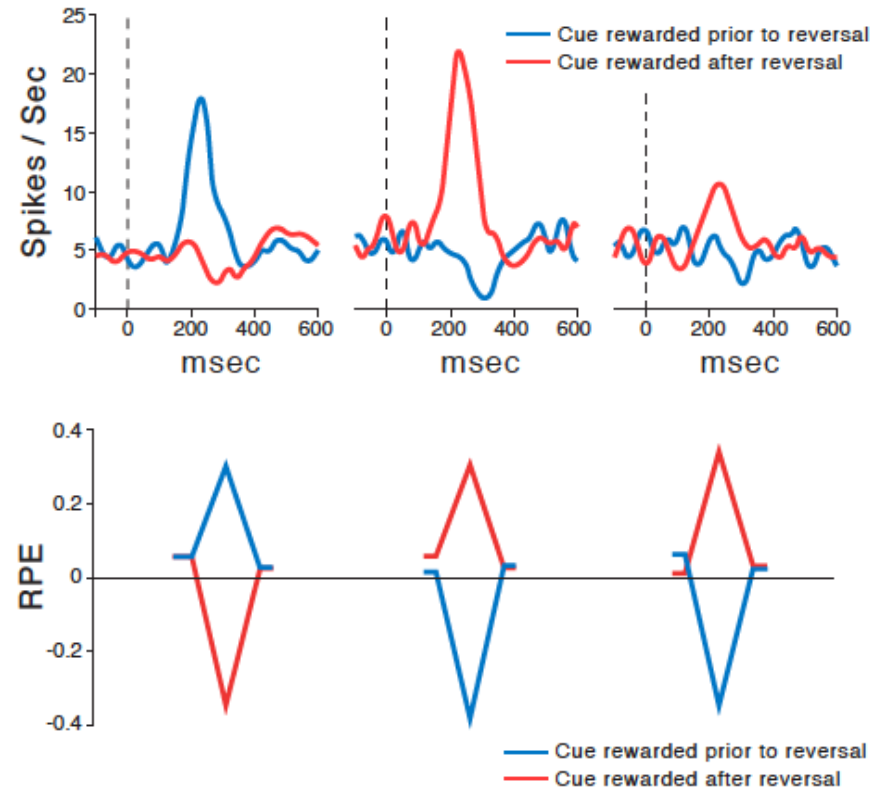 25
20
15
10
5
0
Spikes / Sec
Cue rewarded prior to reversal
Cue rewarded after reversal
0 200 400 600
0 200 400 600
0 200 400 600
msec
msec
msec
0.4
0.2
0
-0.2
-0.4
RPE
Cue rewarded prior to reversal
Cue rewarded after reversal